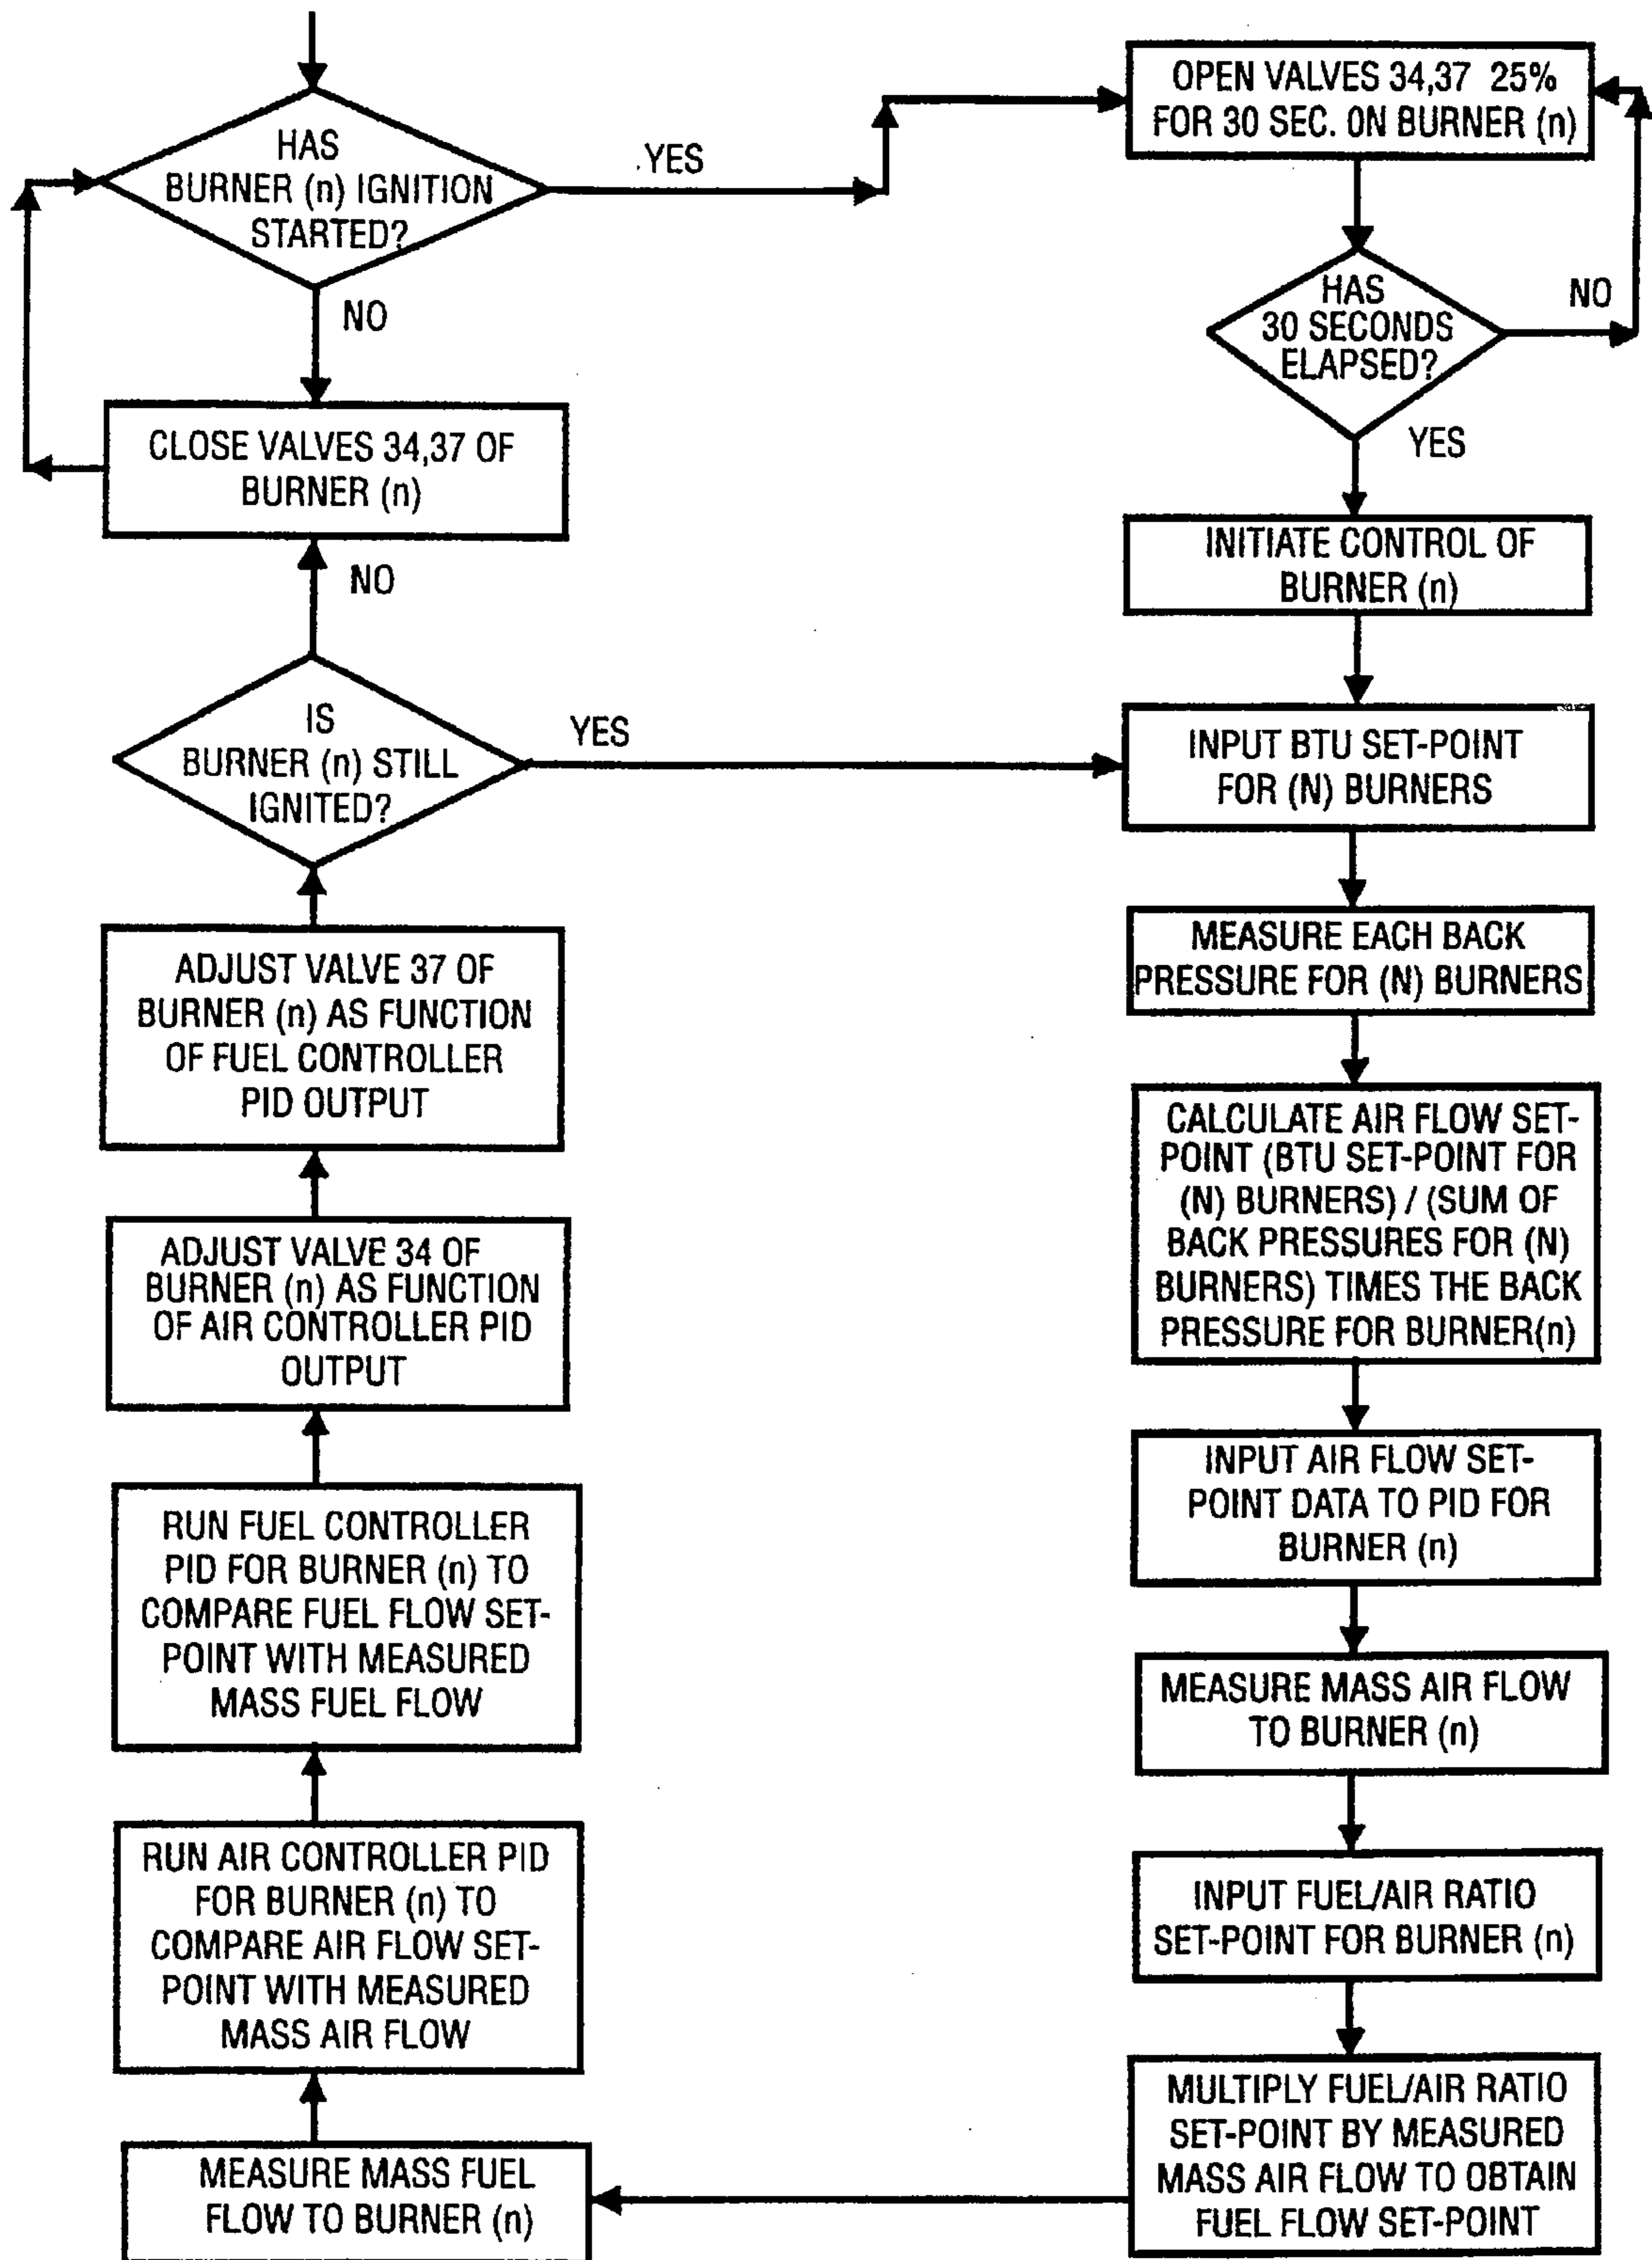 HAS
BURNER (n) IGNITION
STARTED?
YES
NO
CLOSE VALVES 34,37 OF
BURNER (n)
OPEN VALVES 34,37 25%
FOR 30 SEC. ON BURNER (n)
HAS
30 SECONDS
ELAPSED?
NO
YES
INITIATE CONTROL OF
BURNER (n)
INPUT BTU SET-POINT
FOR (N) BURNERS
MEASURE EACH BACK
PRESSURE FOR (N) BURNERS
CALCULATE AIR FLOW SET-
POINT (BTU SET-POINT FOR
(N) BURNERS) / (SUM OF
BACK PRESSURES FOR (N)
BURNERS) TIMES THE BACK
PRESSURE FOR BURNER(n)
INPUT AIR FLOW SET-
POINT DATA TO PID FOR
BURNER (n)
MEASURE MASS AIR FLOW
TO BURNER (n)
INPUT FUEL/AIR RATIO
SET-POINT FOR BURNER (n)
MULTIPLY FUEL/AIR RATIO
SET-POINT BY MEASURED
MASS AIR FLOW TO OBTAIN
FUEL FLOW SET-POINT
MEASURE MASS FUEL
FLOW TO BURNER (n)
RUN AIR CONTROLLER PID
FOR BURNER (n) TO
COMPARE AIR FLOW SET-
POINT WITH MEASURED
MASS AIR FLOW
RUN FUEL CONTROLLER
PID FOR BURNER (n) TO
COMPARE FUEL FLOW SET-
POINT WITH MEASURED
MASS FUEL FLOW
ADJUST VALVE 34 OF
BURNER (n) AS FUNCTION
OF AIR CONTROLLER PID
OUTPUT
ADJUST VALVE 37 OF
BURNER (n) AS FUNCTION
OF FUEL CONTROLLER
PID OUTPUT
IS
BURNER (n) STILL
IGNITED?
YES
NO